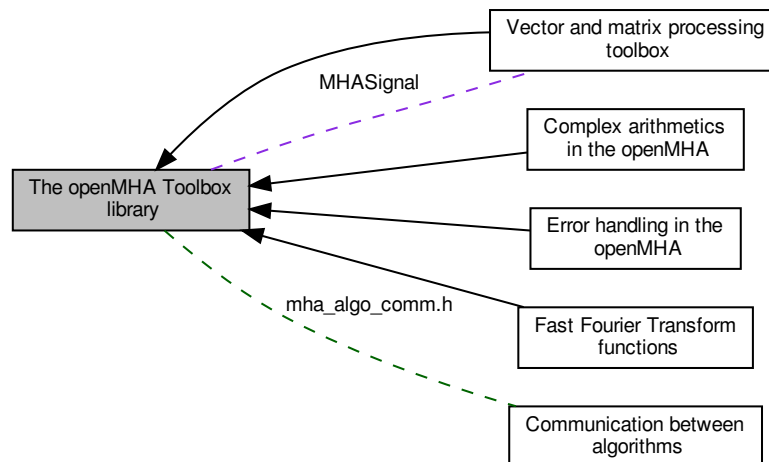 Vector and matrix processing
toolbox
MHASignal
Complex arithmetics
in the openMHA
The openMHA Toolbox
library
Error handling in the
openMHA
mha_algo_comm.h
Fast Fourier Transform
functions
Communication between
algorithms